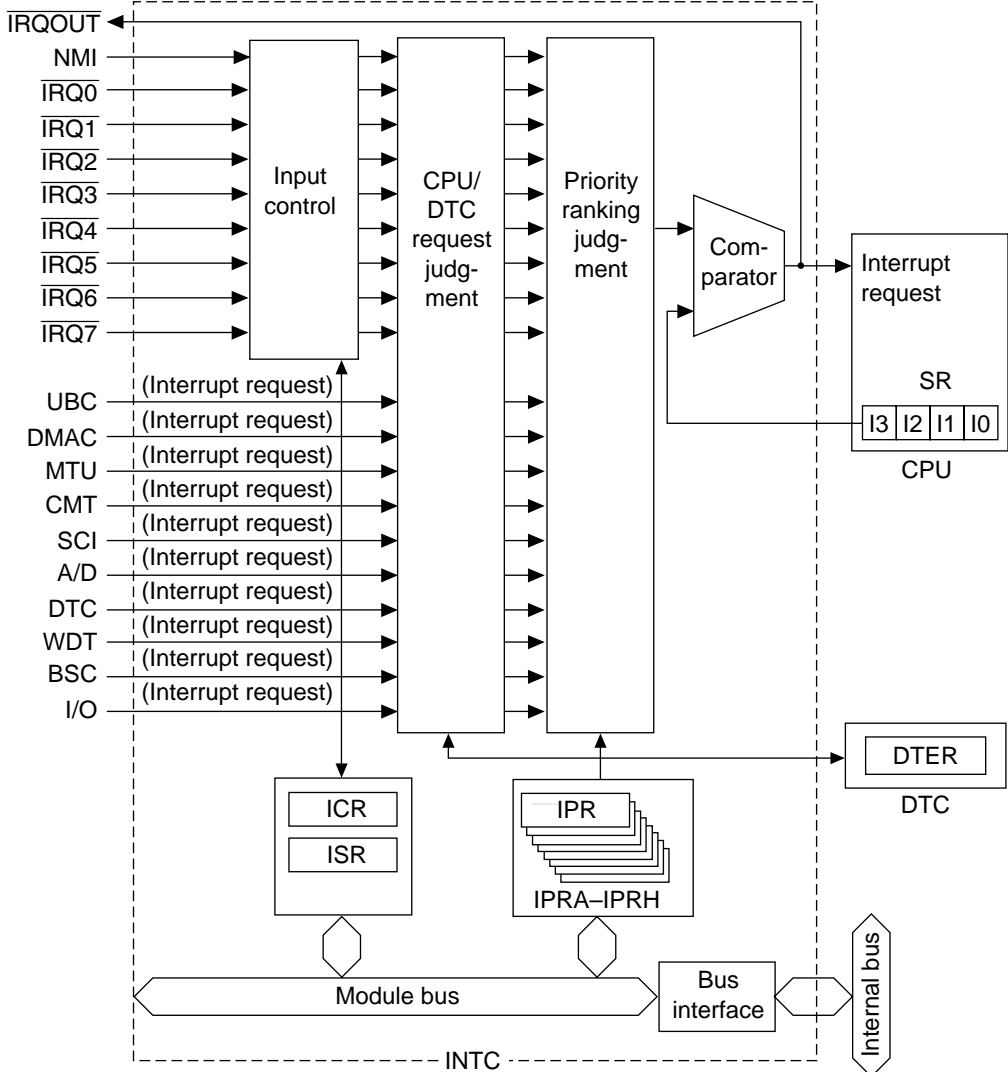 IRQOUT
NMI
IRQ0
IRQ1
IRQ2
IRQ3
IRQ4
IRQ5
IRQ6
IRQ7
Input
control
CPU/
DTC
request
judg-
ment
Priority
ranking
judg-
ment
Com-
parator
Interrupt
request
SR
I3 I2 I1 I0
CPU
UBC (Interrupt request)
DMAC (Interrupt request)
MTU (Interrupt request)
CMT (Interrupt request)
SCI (Interrupt request)
A/D (Interrupt request)
DTC (Interrupt request)
WDT (Interrupt request)
BSC (Interrupt request)
I/O (Interrupt request)
DTER
DTC
ICR
ISR
IPR
IPRA–IPRH
Module bus
Bus
interface
Internal bus
INTC